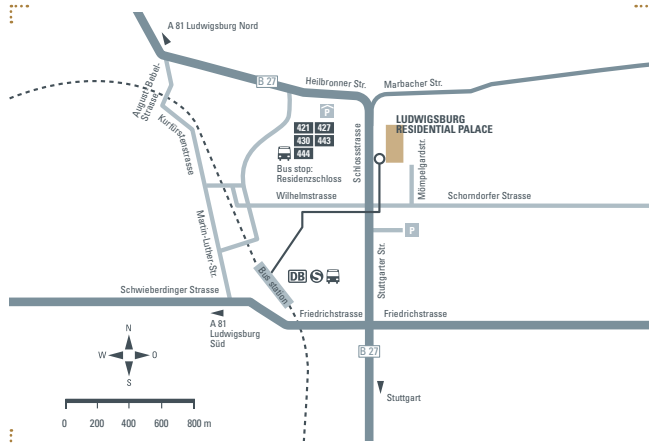 A 81 Ludwigsburg Nord
B 27
Heilbronner Str.
Marbacher Str.
August-Bebel-
Strasse
Kurfürstenstrasse
P
421 427
430 443
444
Bus stop:
Residenzschloss
Schlossstrasse
LUDWIGSBURG
RESIDENTIAL PALACE
Mömpelgardstr.
Wilhelmstrasse
Schorndorfer Strasse
Martin-Luther-Str.
P
Stuttgarter Str.
Bus station
DB S
Schwieberdinger Strasse
A 81
Ludwigsburg
Süd
Friedrichstrasse
Friedrichstrasse
N
W O
S
B 27
Stuttgart
0 200 400 600 800 m